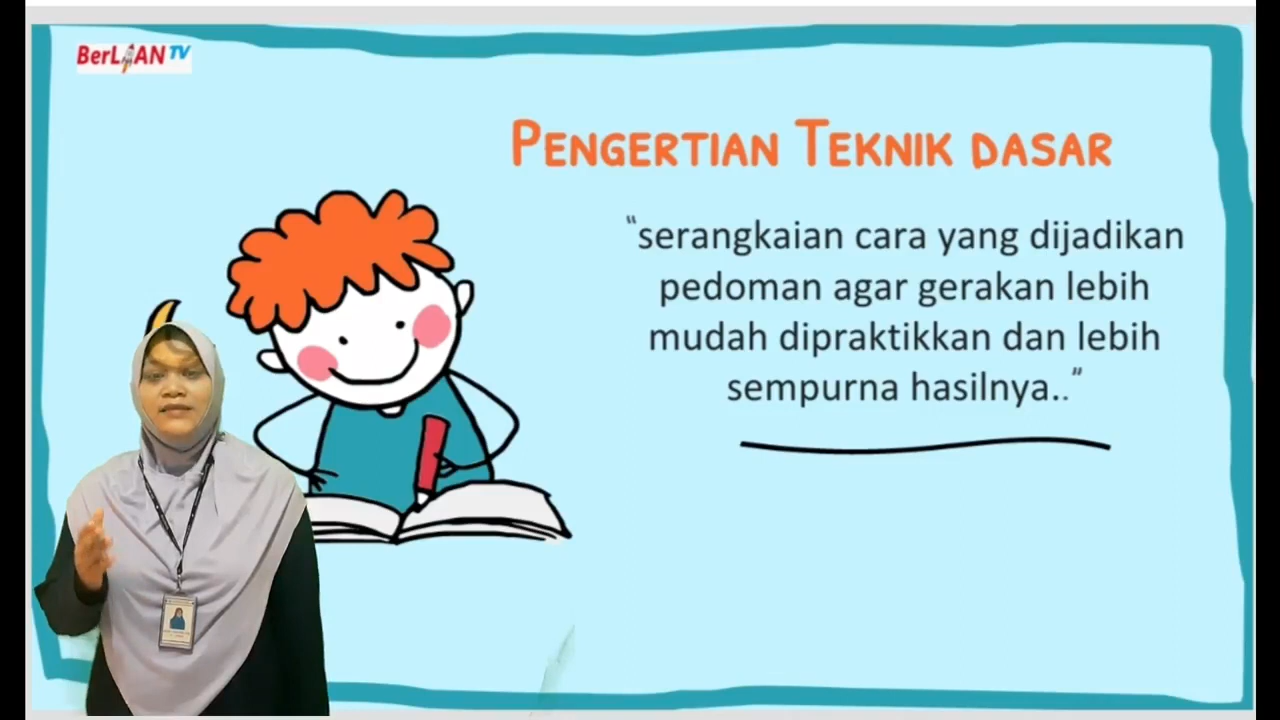 BerLIAN TV
PENGERTIAN TEKNIK DASAR
“serangkaian cara yang dijadikan
pedoman agar gerakan lebih
mudah dipraktikkan dan lebih
sempurna hasilnya..”